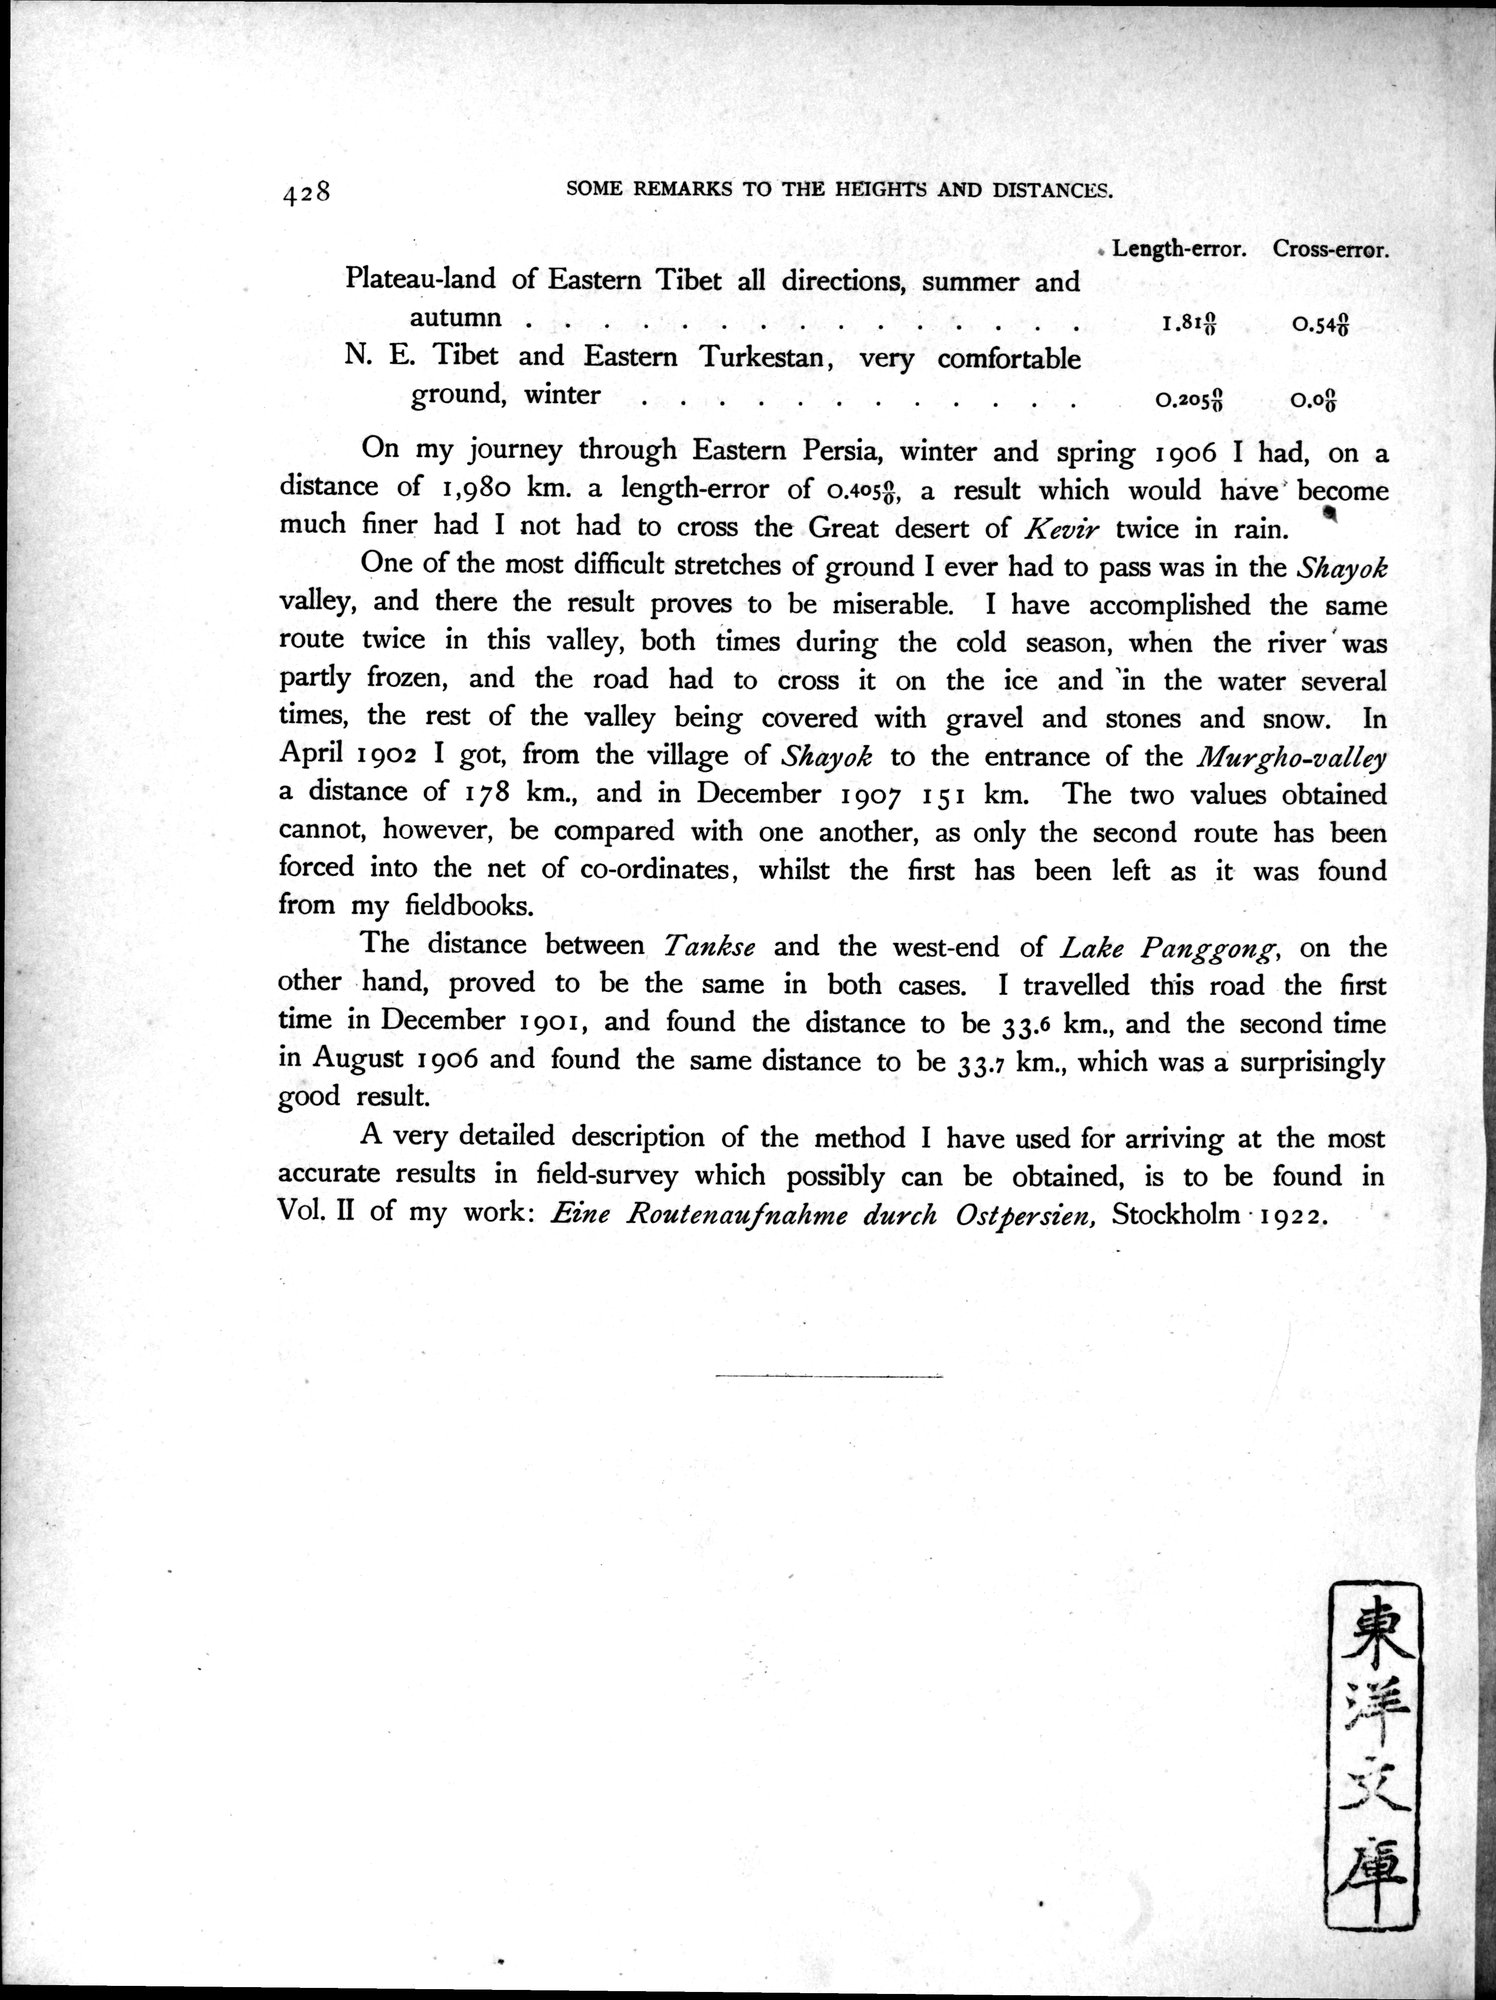 428 SOME REMARKS TO THE HEIGHTS AND DISTANCES.
Length-error. Cross-error.
Plateau-land of Eastern Tibet all directions, summer and
autumn . . . . . . . . . . . . . . . 1.81% 0.54%
N. E. Tibet and Eastern Turkestan, very comfortable
ground, winter . . . . . . . . . . . . 0.205% 0.0%
On my journey through Eastern Persia, winter and spring 1906 I had, on a
distance of 1,980 km. a length-error of 0.405%, a result which would have become
much finer had I not had to cross the Great desert of Kevir twice in rain.
One of the most difficult stretches of ground I ever had to pass was in the Shayok
valley, and there the result proves to be miserable. I have accomplished the same
route twice in this valley, both times during the cold season, when the river was
partly frozen, and the road had to cross it on the ice and in the water several
times, the rest of the valley being covered with gravel and stones and snow. In
April 1902 I got, from the village of Shayok to the entrance of the Murgho-valley
a distance of 178 km., and in December 1907 151 km. The two values obtained
cannot, however, be compared with one another, as only the second route has been
forced into the net of co-ordinates, whilst the first has been left as it was found
from my fieldbooks.
The distance between Tankse and the west-end of Lake Panggong, on the
other hand, proved to be the same in both cases. I travelled this road the first
time in December 1901, and found the distance to be 33.6 km., and the second time
in August 1906 and found the same distance to be 33.7 km., which was a surprisingly
good result.
A very detailed description of the method I have used for arriving at the most
accurate results in field-survey which possibly can be obtained, is to be found in
Vol. II of my work: Eine Routenaufnahme durch Ostpersien, Stockholm 1922.
東洋文庫